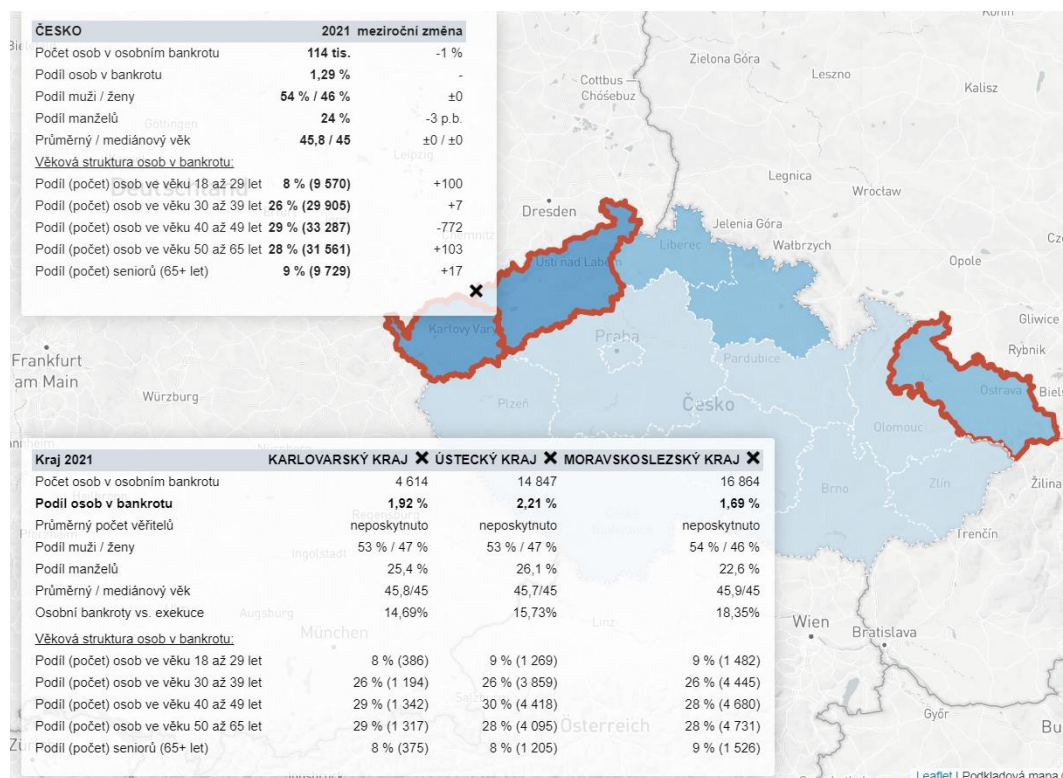 ČESKO 2021 meziroční změna
Počet osob v osobním bankrotu 114 tis. -1 %
Podíl osob v bankrotu 1,29 % -
Podíl muži / ženy 54 % / 46 % ±0
Podíl manželů 24 % -3 p.b.
Průměrný / mediánový věk 45,8 / 45 ±0 / ±0
Věková struktura osob v bankrotu:
Podíl (počet) osob ve věku 18 až 29 let 8 % (9 570) +100
Podíl (počet) osob ve věku 30 až 39 let 26 % (29 905) +7
Podíl (počet) osob ve věku 40 až 49 let 29 % (33 287) -772
Podíl (počet) osob ve věku 50 až 65 let 28 % (31 561) +103
Podíl (počet) seniorů (65+ let) 9 % (9 729) +17
Zielona Góra
Leszno
Cottbus —
Chóśebuz
Kalisz
Göttingen
Leipzig
Deutschland
Legnica
Wrocław
Dresden
Chemnitz
Jelenia Góra
Wałbrzych
Liberec
Opole
Ústí nad Labem
Gliwice
Karlovy Vary
Praha
Rybnik
Frankfurt
am Main
Pardubice
Ostrava
Würzburg
Plzeň
Česko
Olomouc
Brno
Zlín
Žilina
Trenčín
Kraj 2021 KARLOVARSKÝ KRAJ ÚSTECKÝ KRAJ MORAVSKOSLEZSKÝ KRAJ
Počet osob v osobním bankrotu 4 614 14 847 16 864
Podíl osob v bankrotu 1,92 % 2,21 % 1,69 %
Průměrný počet věřitelů neposkytnuto neposkytnuto neposkytnuto
Podíl muži / ženy 53 % / 47 % 53 % / 47 % 54 % / 46 %
Podíl manželů 25,4 % 26,1 % 22,6 %
Průměrný / mediánový věk 45,8/45 45,7/45 45,9/45
Osobní bankroty vs. exekuce 14,69% 15,73% 18,35%
Věková struktura osob v bankrotu:
Podíl (počet) osob ve věku 18 až 29 let 8 % (386) 9 % (1 269) 9 % (1 482)
Podíl (počet) osob ve věku 30 až 39 let 26 % (1 194) 26 % (3 859) 26 % (4 445)
Podíl (počet) osob ve věku 40 až 49 let 29 % (1 342) 30 % (4 418) 28 % (4 680)
Podíl (počet) osob ve věku 50 až 65 let 29 % (1 317) 28 % (4 095) 28 % (4 731)
Podíl (počet) seniorů (65+ let) 8 % (375) 8 % (1 205) 9 % (1 526)
Regensburg
Ingolstadt
Augsburg
München
Linz
Wien
Bratislava
Österreich
Győr
Leaflet | Podkladová mapa